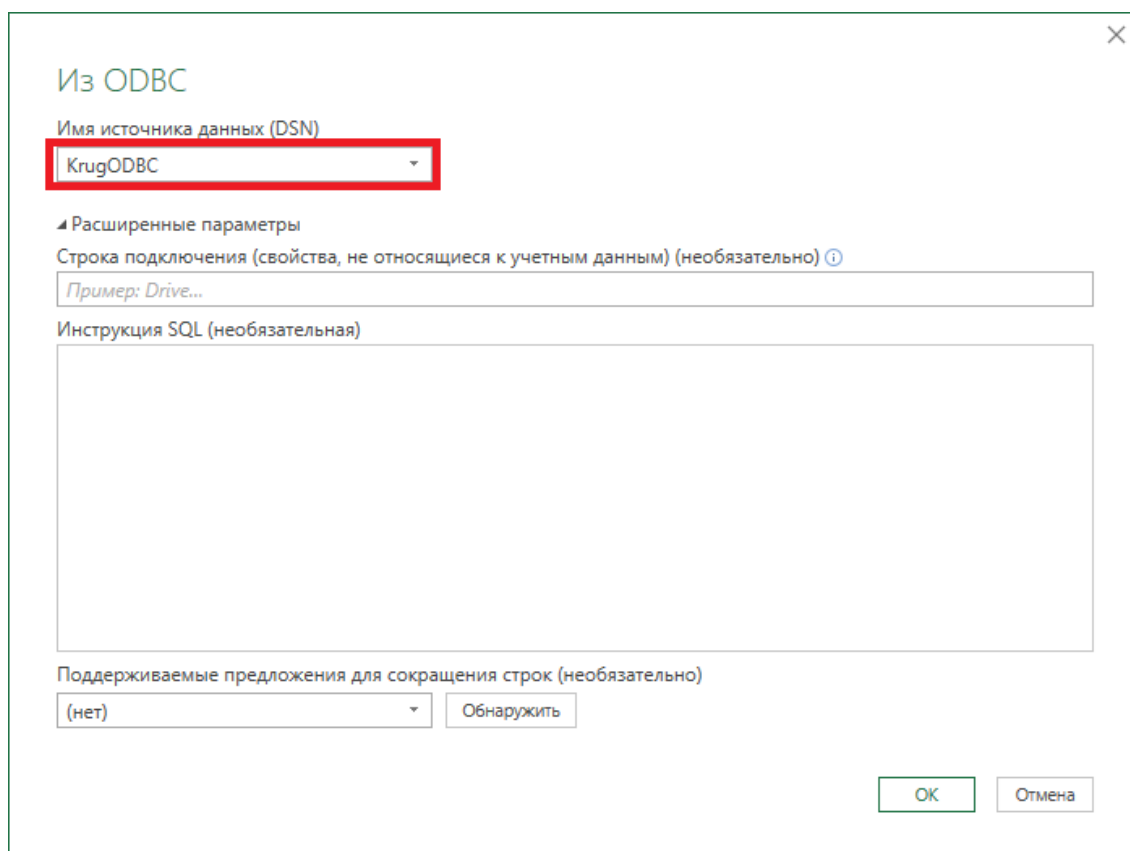 Из ODBC
Имя источника данных (DSN)
KrugODBC
Расширенные параметры
Строка подключения (свойства, не относящиеся к учетным данным) (необязательно)
Пример: Drive...
Инструкция SQL (необязательная)
Поддерживаемые предложения для сокращения строк (необязательно)
(нет) Обнаружить
ОК Отмена